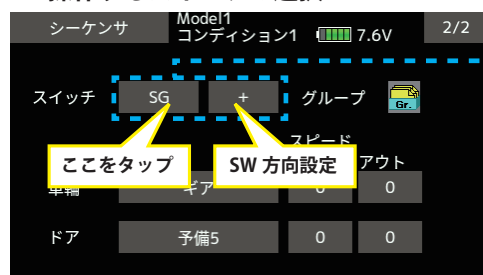 シーケンサ Model1 2/2
コンディション1 7.6V
スイッチ SG + グループ Gr.
スピード
ここをタップ SW 方向設定 アウト
車輪 ギア 0 0
ドア 予備5 0 0